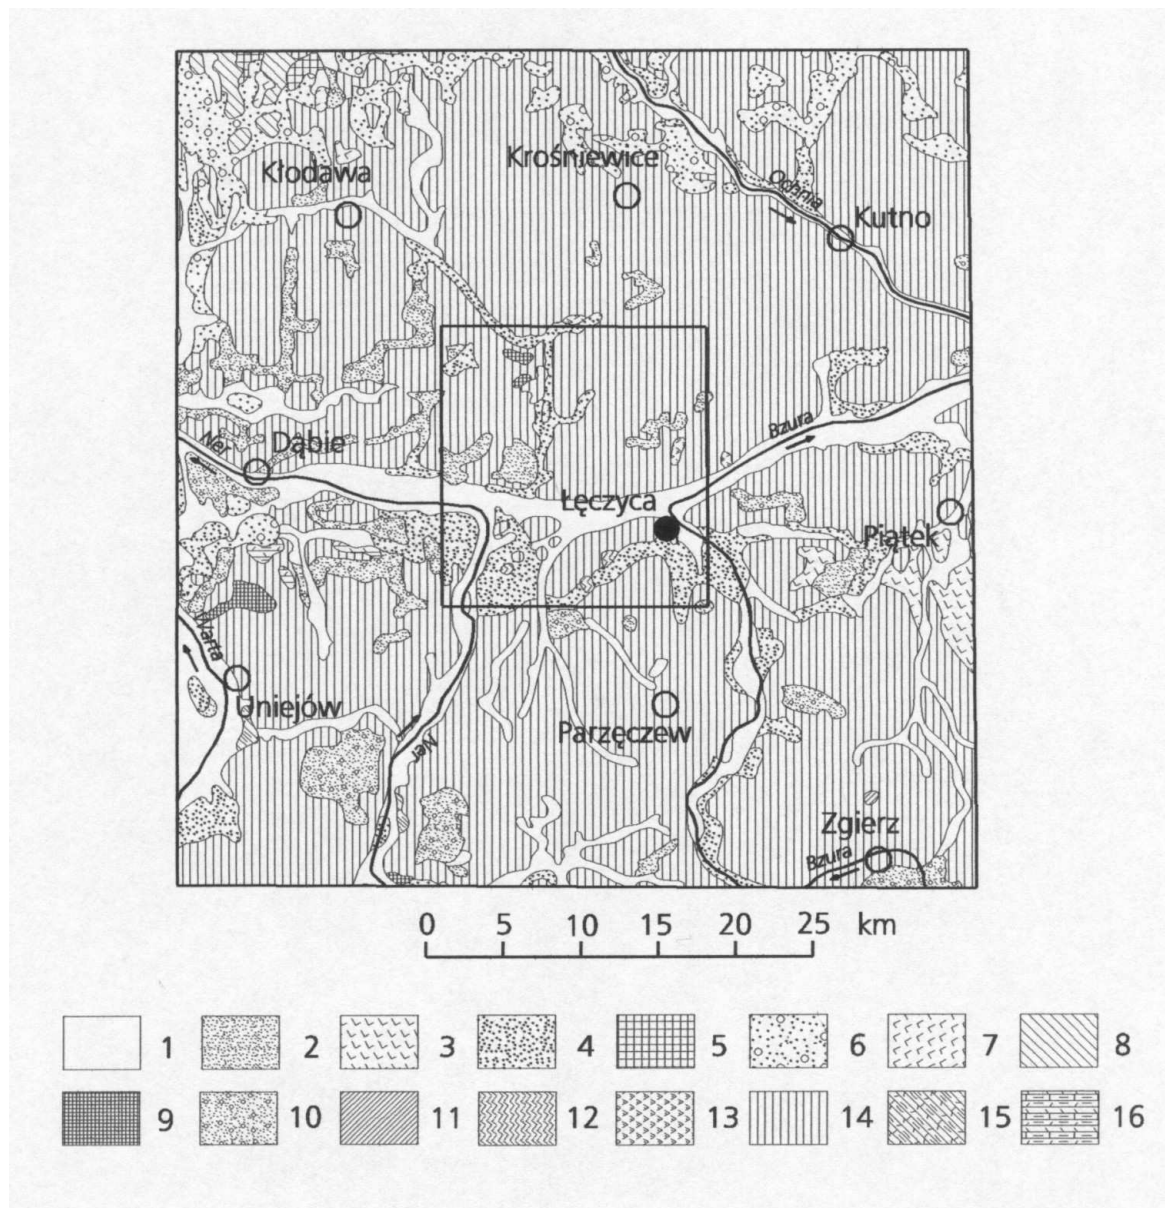 Krośniewice
Kłodawa
Ochnia
Kutno
Bzura
Ner
Dąbie
Łęczyca
Piątek
Warta
Uniejów
Parzęczew
Ner
Zgierz
Bzura
0 5 10 15 20 25 km
1 2 3 4 5 6 7 8
9 10 11 12 13 14 15 16